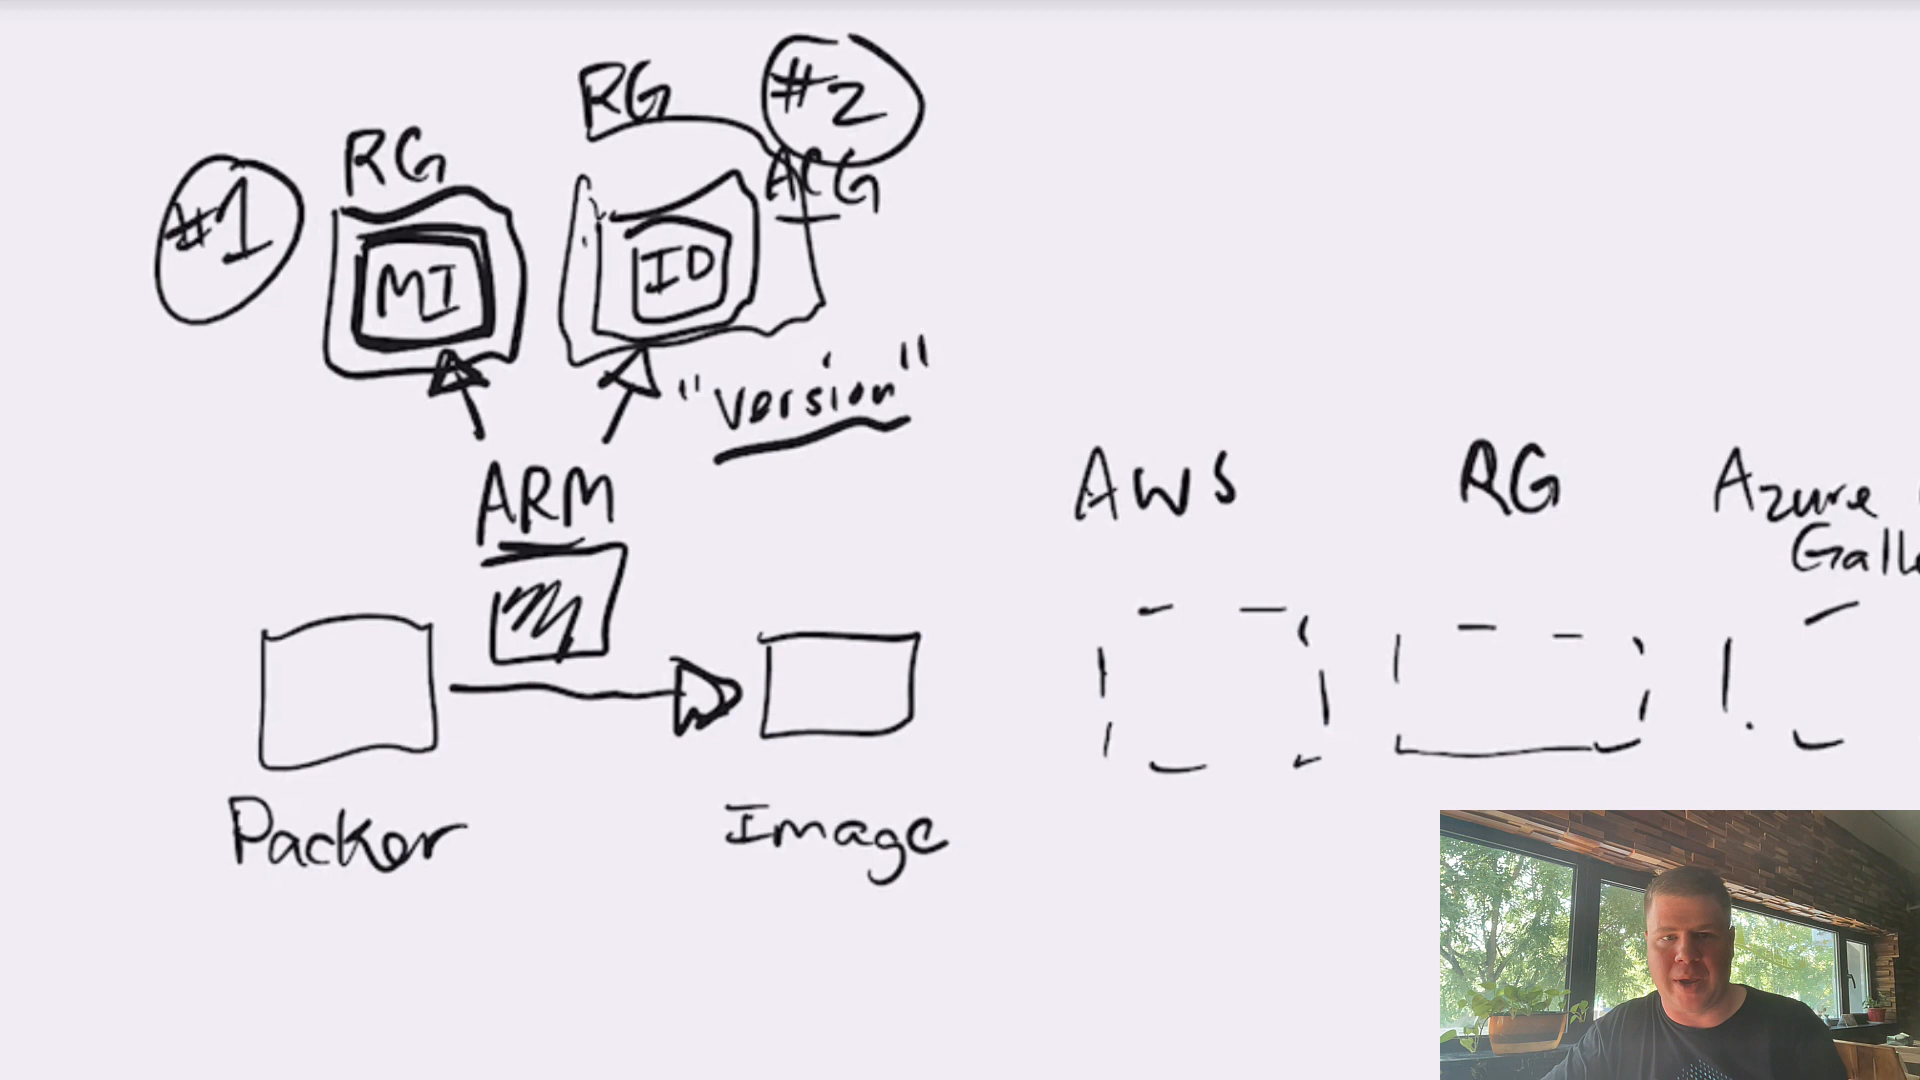 RG
#2
RG
ACG
#1
MI
ID
"version"
ARM
AWS
RG
Azure
Packer
Image